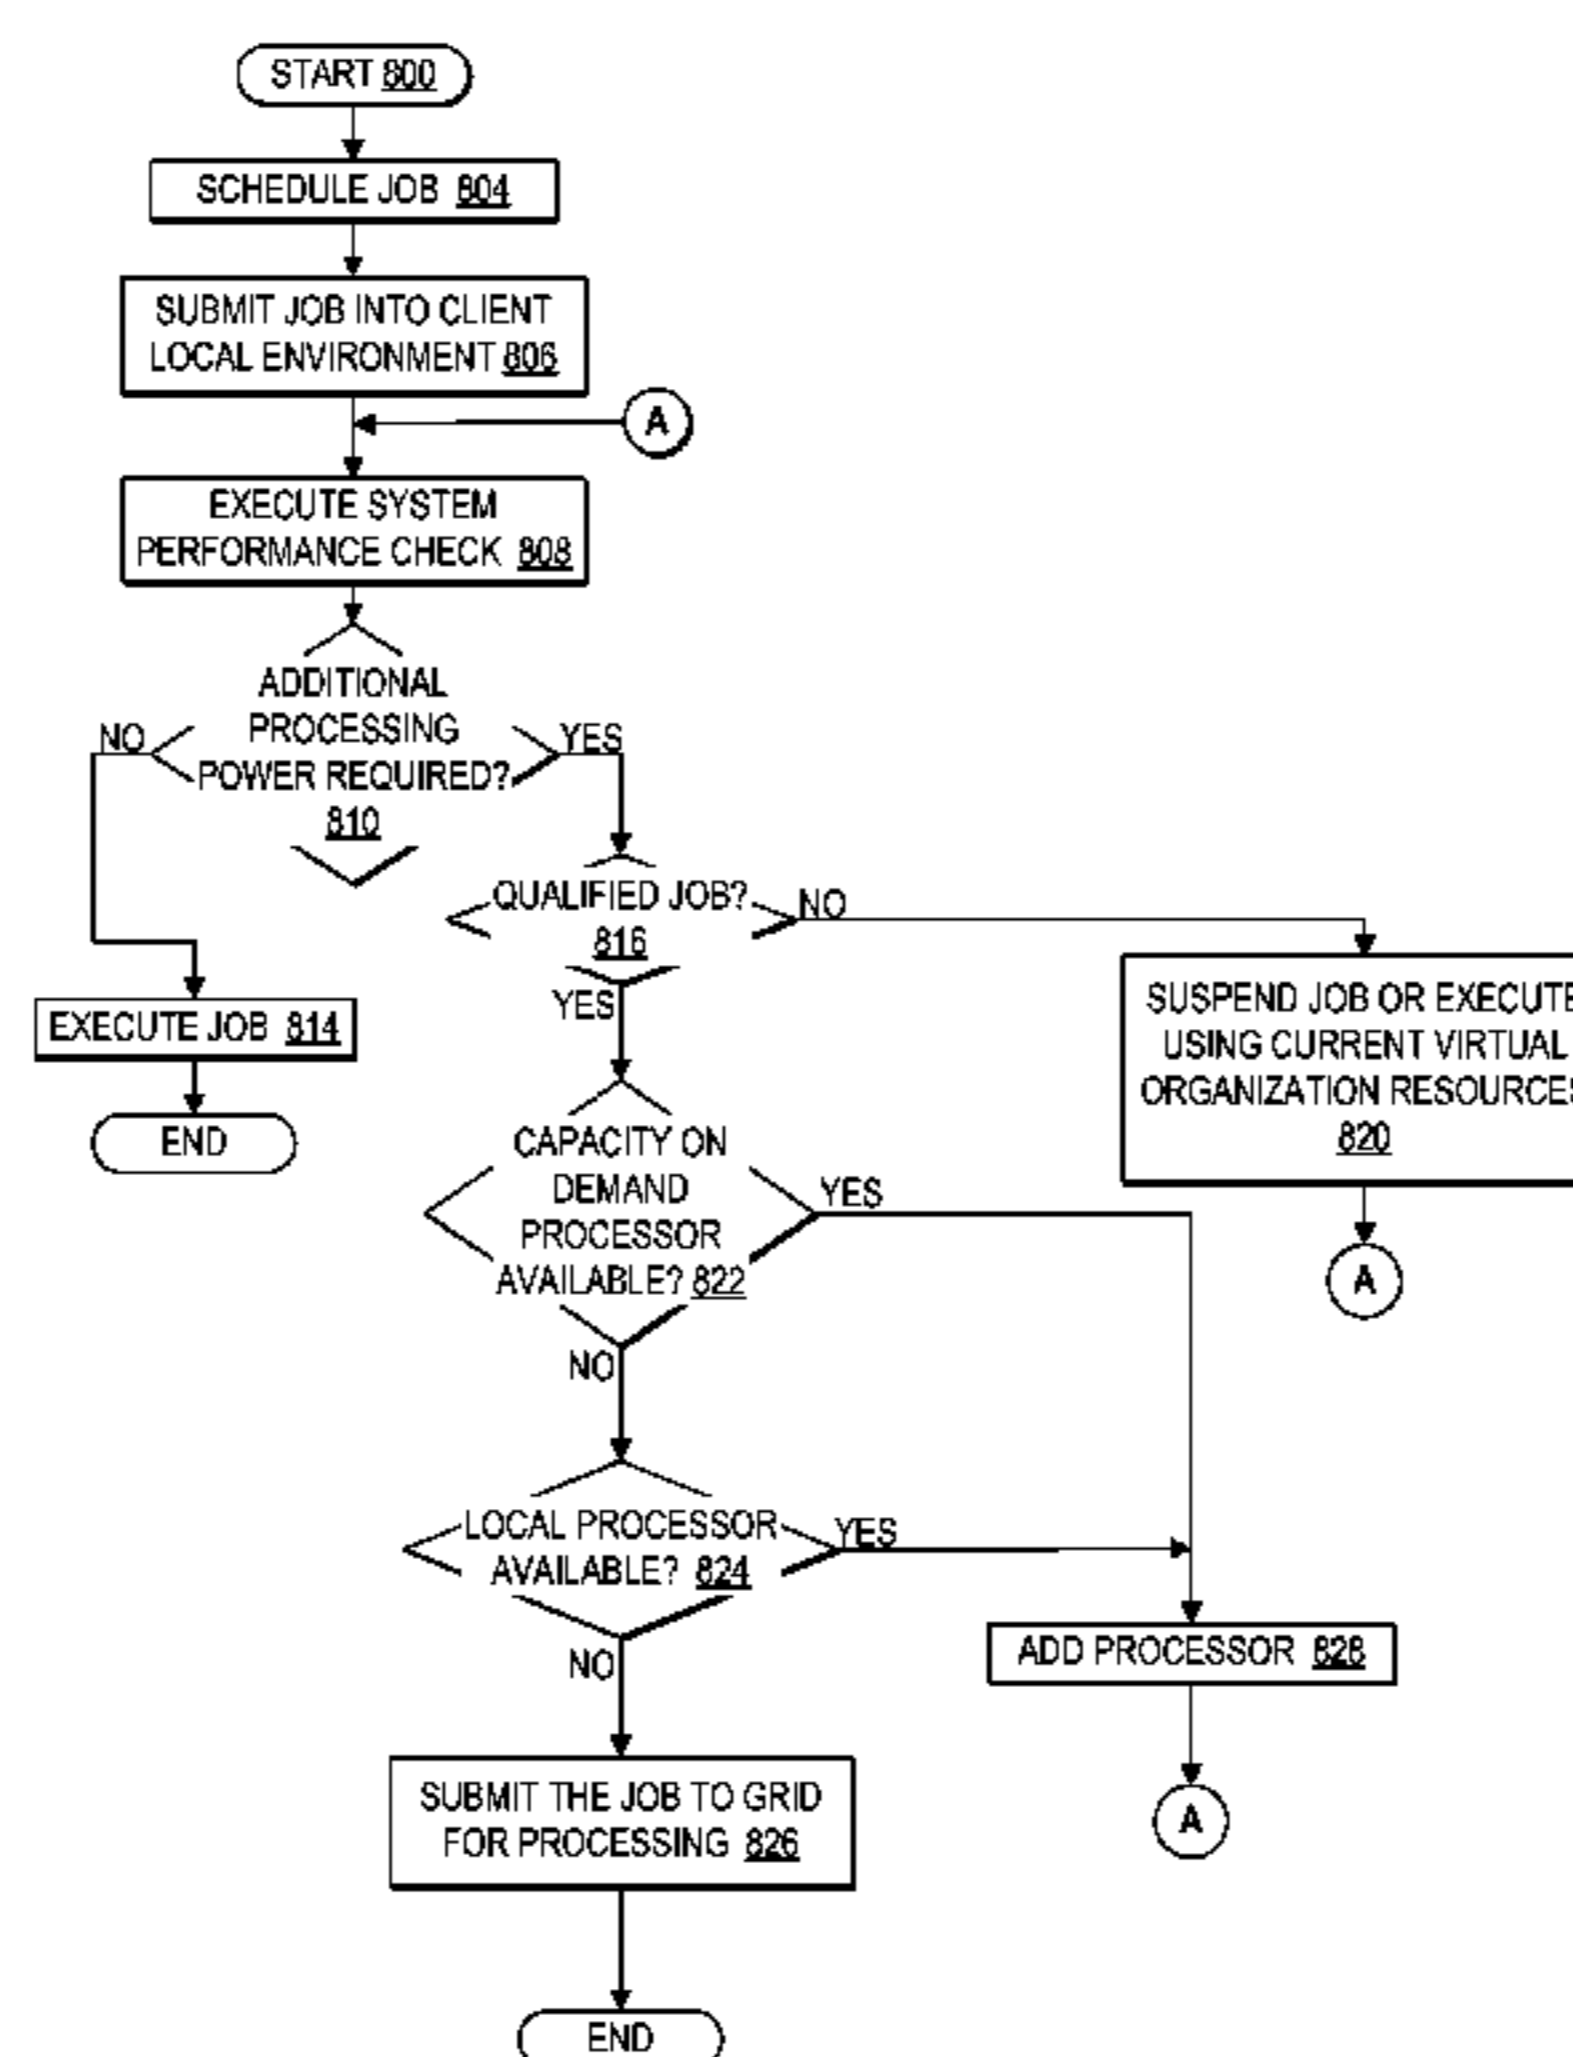 START 800
SCHEDULE JOB 804
SUBMIT JOB INTO CLIENT
LOCAL ENVIRONMENT 806
A
EXECUTE SYSTEM
PERFORMANCE CHECK 808
ADDITIONAL
PROCESSING
POWER REQUIRED?
810
NO
YES
QUALIFIED JOB?
816
NO
YES
EXECUTE JOB 814
END
SUSPEND JOB OR EXECUTE
USING CURRENT VIRTUAL
ORGANIZATION RESOURCES
820
A
CAPACITY ON
DEMAND
PROCESSOR
AVAILABLE? 822
YES
NO
LOCAL PROCESSOR
AVAILABLE? 824
YES
NO
ADD PROCESSOR 828
A
SUBMIT THE JOB TO GRID
FOR PROCESSING 826
END